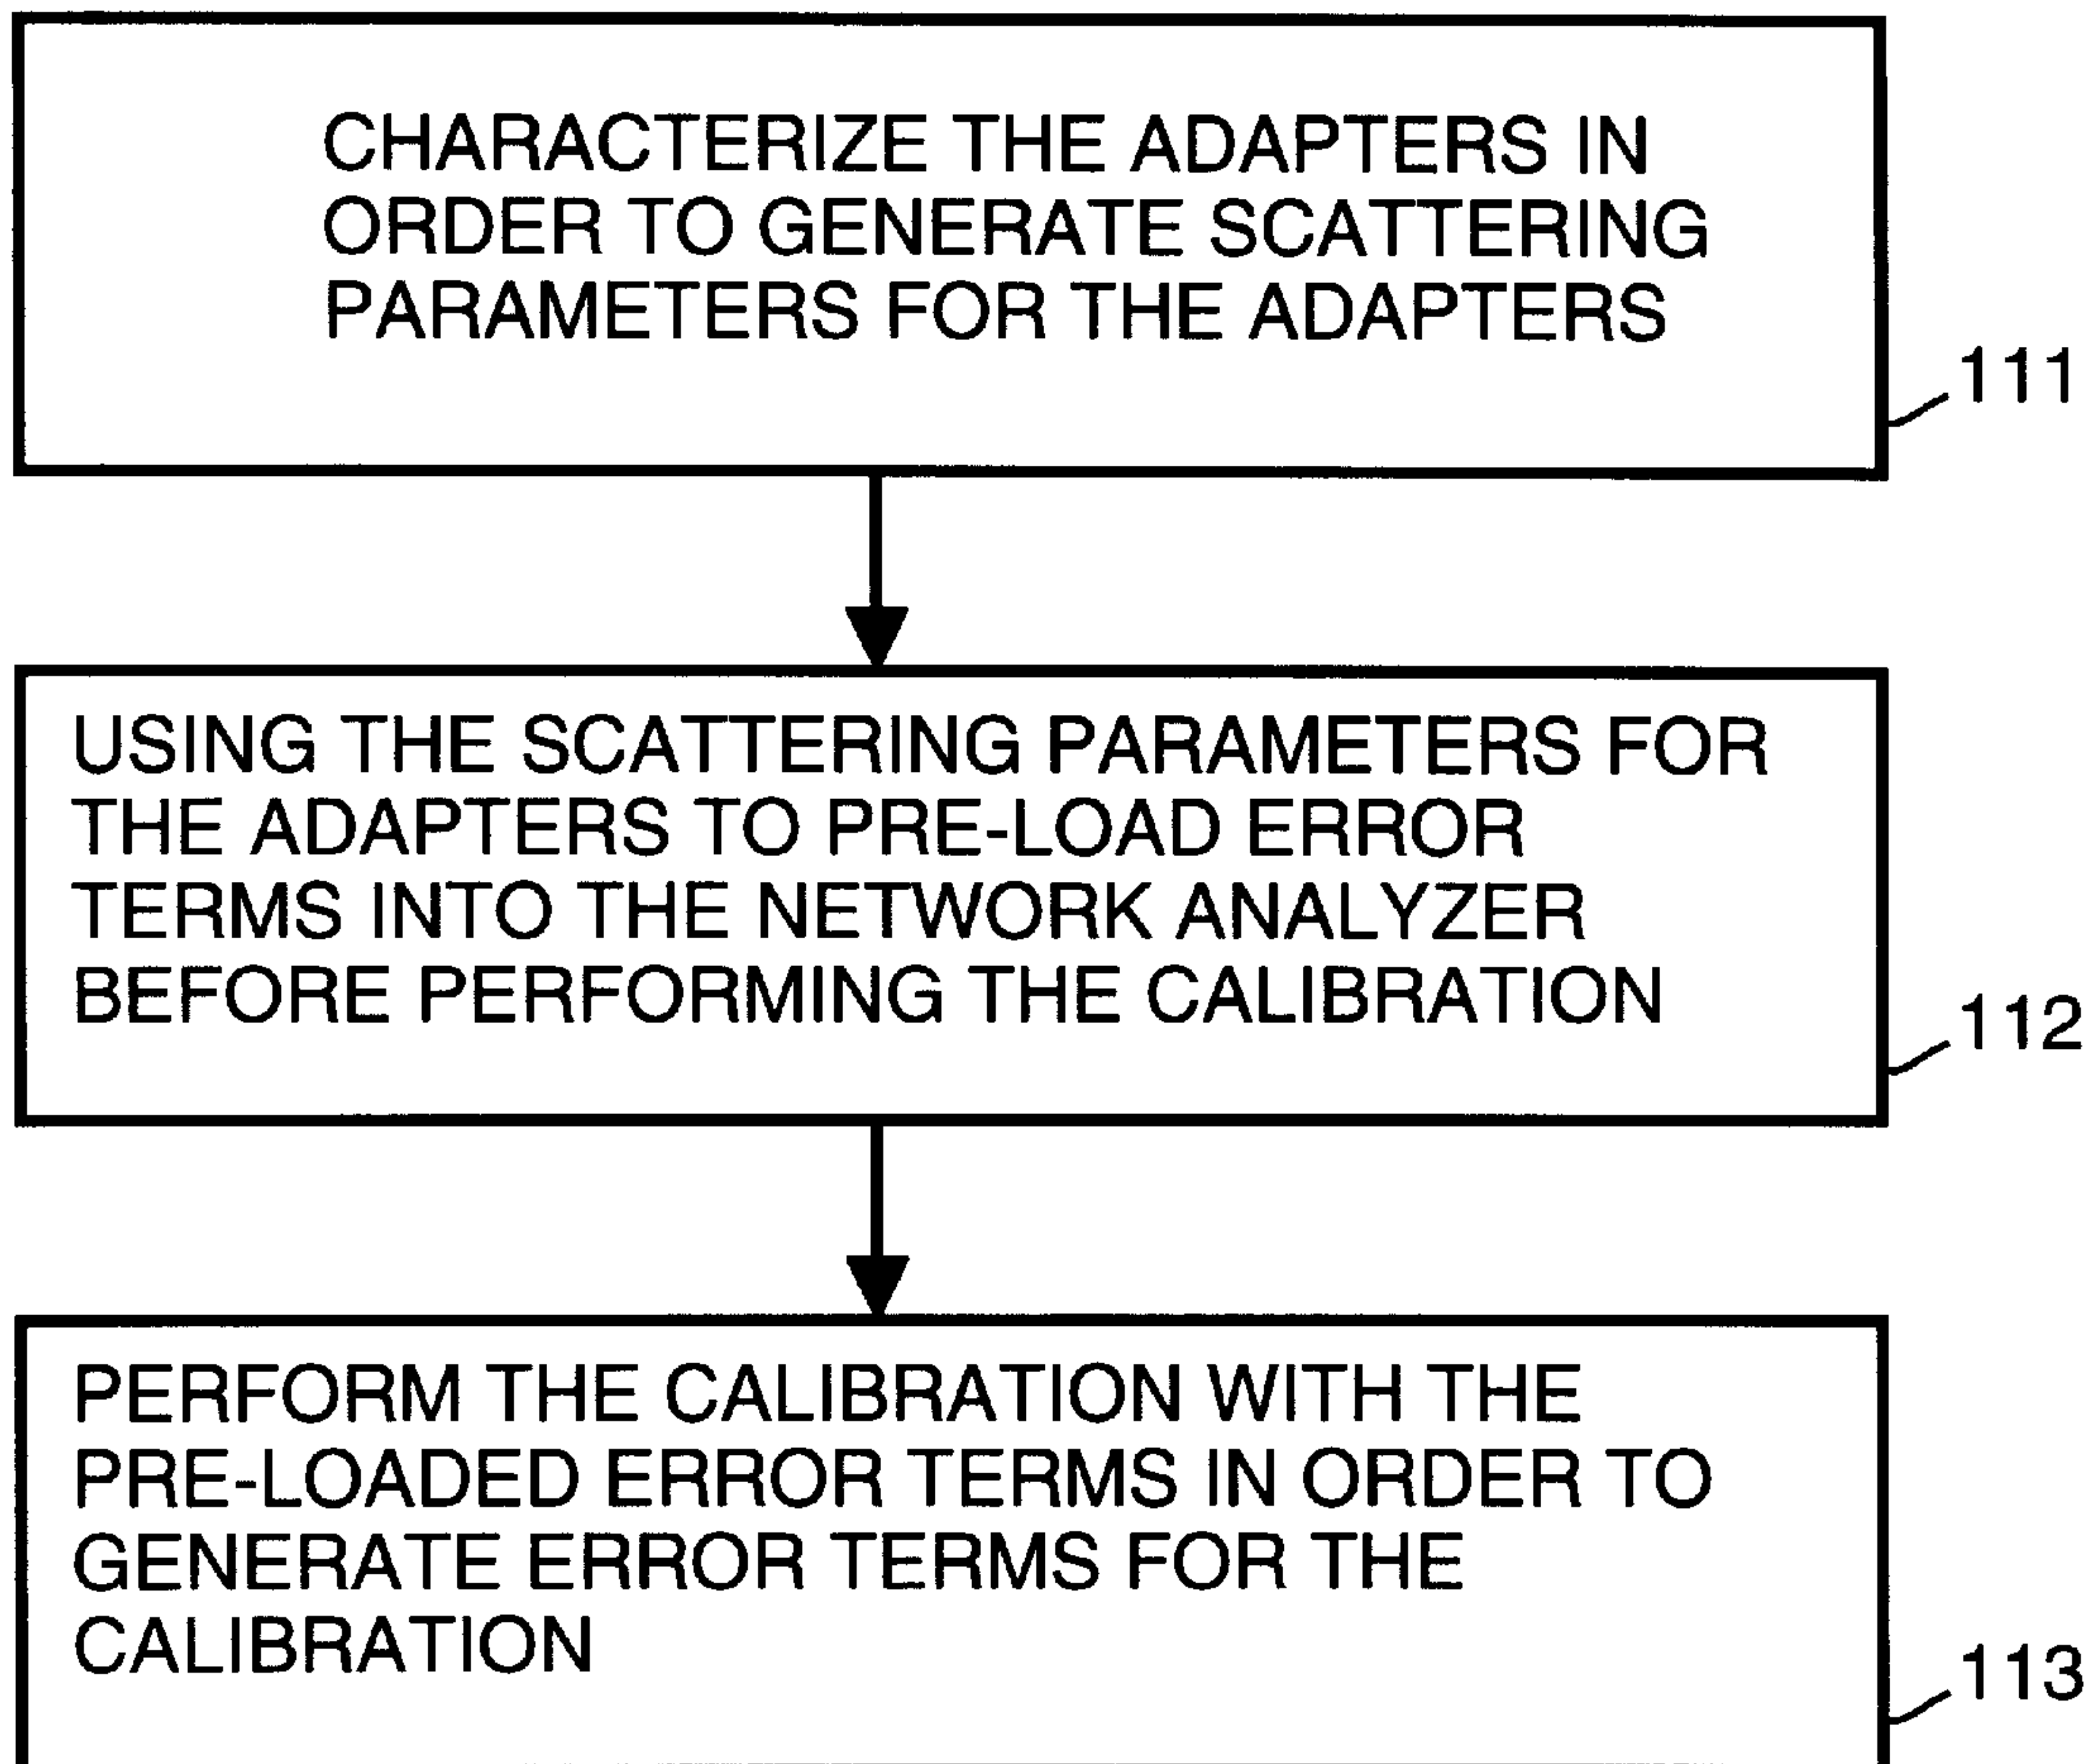 CHARACTERIZE THE ADAPTERS IN
ORDER TO GENERATE SCATTERING
PARAMETERS FOR THE ADAPTERS
111
USING THE SCATTERING PARAMETERS FOR
THE ADAPTERS TO PRE-LOAD ERROR
TERMS INTO THE NETWORK ANALYZER
BEFORE PERFORMING THE CALIBRATION
112
PERFORM THE CALIBRATION WITH THE
PRE-LOADED ERROR TERMS IN ORDER TO
GENERATE ERROR TERMS FOR THE
CALIBRATION
113